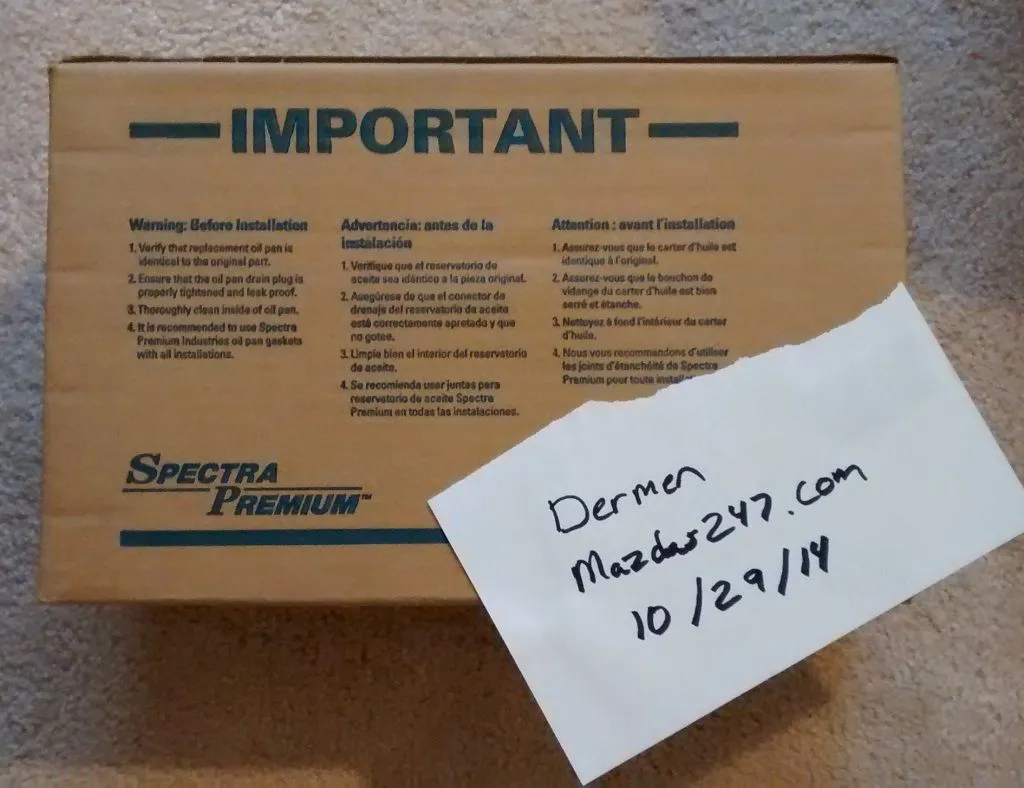 IMPORTANT
Warning: Before Installation
1. Verify that replacement oil pan is
identical to the original part.
2. Ensure that the oil pan drain plug is
properly tightened and leak proof.
3. Thoroughly clean inside of oil pan.
4. It is recommended to use Spectra
Premium Industries oil pan gaskets
with all installations.
Advertencia: antes de la
instalación
1. Verifique que el reservatorio de
aceite sea idéntico a la pieza original.
2. Asegúrese de que el conector de
drenaje del reservatorio de aceite
está correctamente apretado y que
no gotee.
3. Limpie bien el interior del reservatorio
de aceite.
4. Se recomienda usar juntas para
reservatorio de aceite Spectra
Premium en todas las instalaciones.
Attention : avant l'installation
1. Assurez-vous que le carter d'huile est
identique à l'original.
2. Assurez-vous que le bouchon de
vidange du carter d'huile est bien
serré et étanche.
3. Nettoyez à fond l'intérieur du carter
d'huile.
4. Nous vous recommandons d'utiliser
les joints d'étanchéité de Spectra
Premium pour toute
SPECTRA
PREMIUM™
Dermen
Mazdas247.com
10/29/14